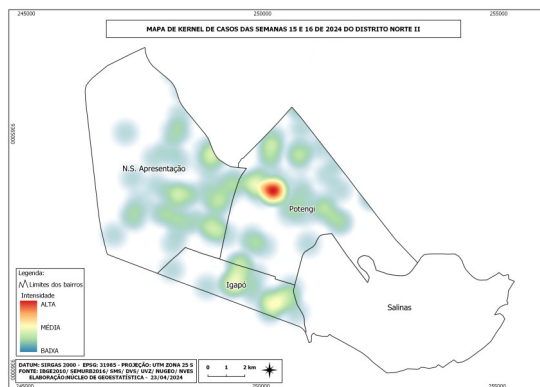 245000 250000 255000
MAPA DE KERNEL DE CASOS DAS SEMANAS 15 E 16 DE 2024 DO DISTRITO NORTE II
N.S. Apresentação
Potengi
Igapó
Salinas
Legenda:
Limites dos bairros
Intensidade
ALTA
MÉDIA
BAIXA
DATUM: SIRGAS 2000 - EPSG: 31985 - PROJEÇÃO: UTM ZONA 25 S
FONTE: IBGE2010/ SEMURB2016/ SMS/ DVS/ UVZ/ NUGEO/ NVES
ELABORAÇÃO:NÚCLEO DE GEOESTATÍSTICA - 23/04/2024
0 1 2 km
245000 250000 255000